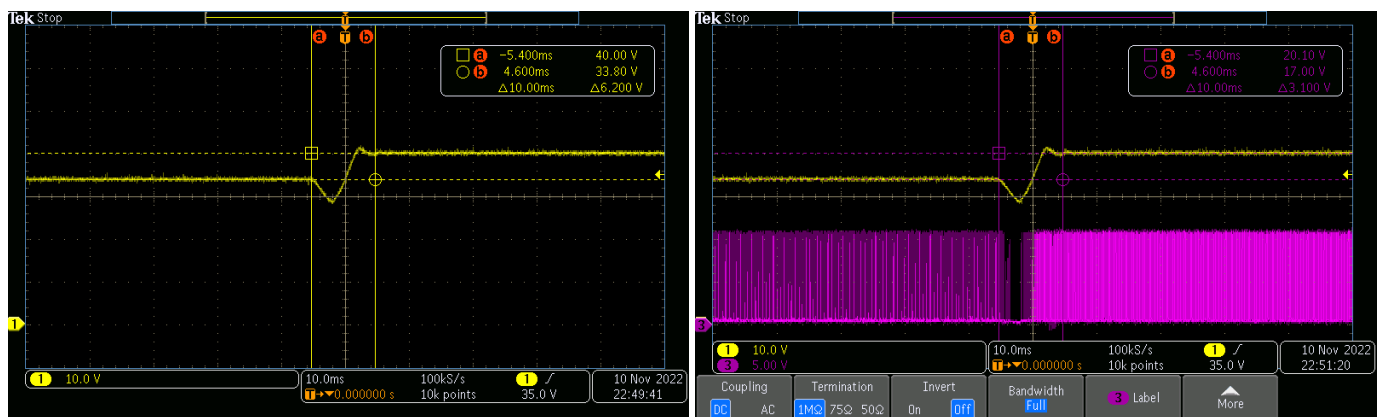 Tek Stop
T
a T b
a −5.400ms 40.00 V
b 4.600ms 33.80 V
△10.00ms △6.200 V
1
1 10.0 V
10.0ms 100kS/s 1 /
T→▼0.000000 s 10k points 35.0 V
10 Nov 2022
22:49:41
Tek Stop
T
a T b
a −5.400ms 20.10 V
b 4.600ms 17.00 V
△10.00ms △3.100 V
3
1 10.0 V
3 5.00 V
10.0ms 100kS/s 1 /
T→▼0.000000 s 10k points 35.0 V
10 Nov 2022
22:51:20
Coupling
DC AC
Termination
1MΩ 75Ω 50Ω
Invert
On Off
Bandwidth
Full
3 Label
More